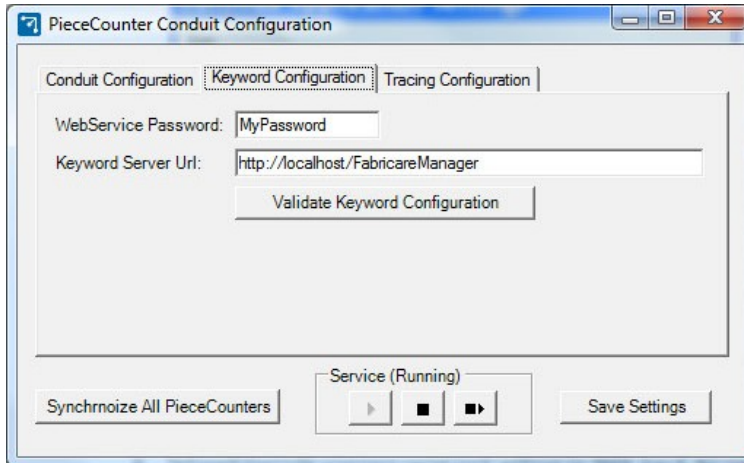 PieceCounter Conduit Configuration
Conduit Configuration Keyword Configuration Tracing Configuration
WebService Password: MyPassword
Keyword Server Url: http://localhost/FabricareManager
Validate Keyword Configuration
Service (Running)
Synchrnoize All PieceCounters Save Settings